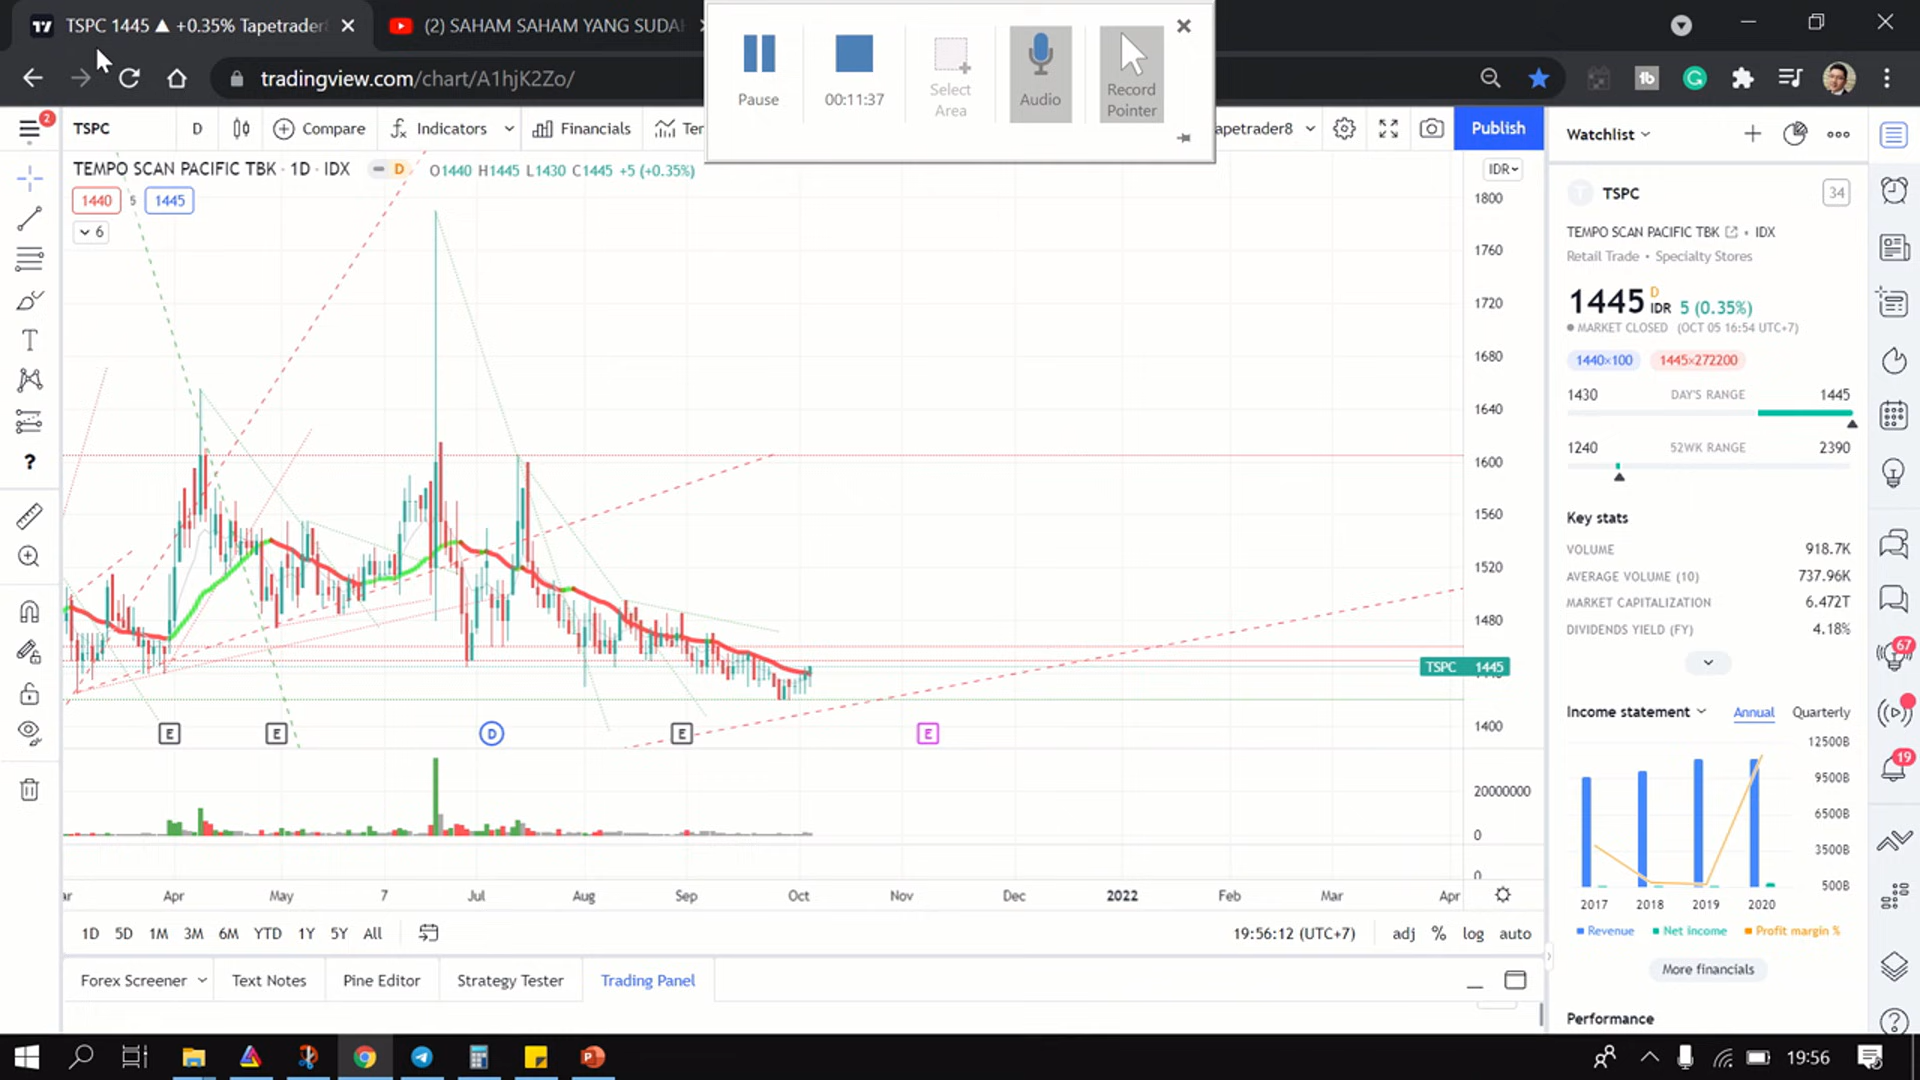 TSPC 1445 ▲ +0.35% Tapetrader
(2) SAHAM SAHAM YANG SUDA
Pause
00:11:37
Select Area
Audio
Record Pointer
tradingview.com/chart/A1hjK2Zo/
2
TSPC
D
Compare
Indicators
Financials
apetrader8
Publish
TEMPO SCAN PACIFIC TBK · 1D · IDX
D
O1440 H1445 L1430 C1445 +5 (+0.35%)
IDR
1440
5
1445
6
1800
1760
1720
1680
1640
1600
1560
1520
1480
TSPC 1445
1400
E
E
D
E
E
20000000
0
0
Apr
May
7
Jul
Aug
Sep
Oct
Nov
Dec
2022
Feb
Mar
Apr
1D 5D 1M 3M 6M YTD 1Y 5Y All
19:56:12 (UTC+7)
adj % log auto
Forex Screener
Text Notes
Pine Editor
Strategy Tester
Trading Panel
Watchlist
TSPC
34
TEMPO SCAN PACIFIC TBK • IDX
Retail Trade • Specialty Stores
1445 D IDR 5 (0.35%)
MARKET CLOSED (OCT 05 16:54 UTC+7)
1440×100 1445×272200
1430 DAY'S RANGE 1445
1240 52WK RANGE 2390
Key stats
VOLUME 918.7K
AVERAGE VOLUME (10) 737.96K
MARKET CAPITALIZATION 6.472T
DIVIDENDS YIELD (FY) 4.18%
Income statement Annual Quarterly
12500B
9500B
6500B
3500B
500B
2017 2018 2019 2020
Revenue Net income Profit margin %
More financials
Performance
67
19
19:56